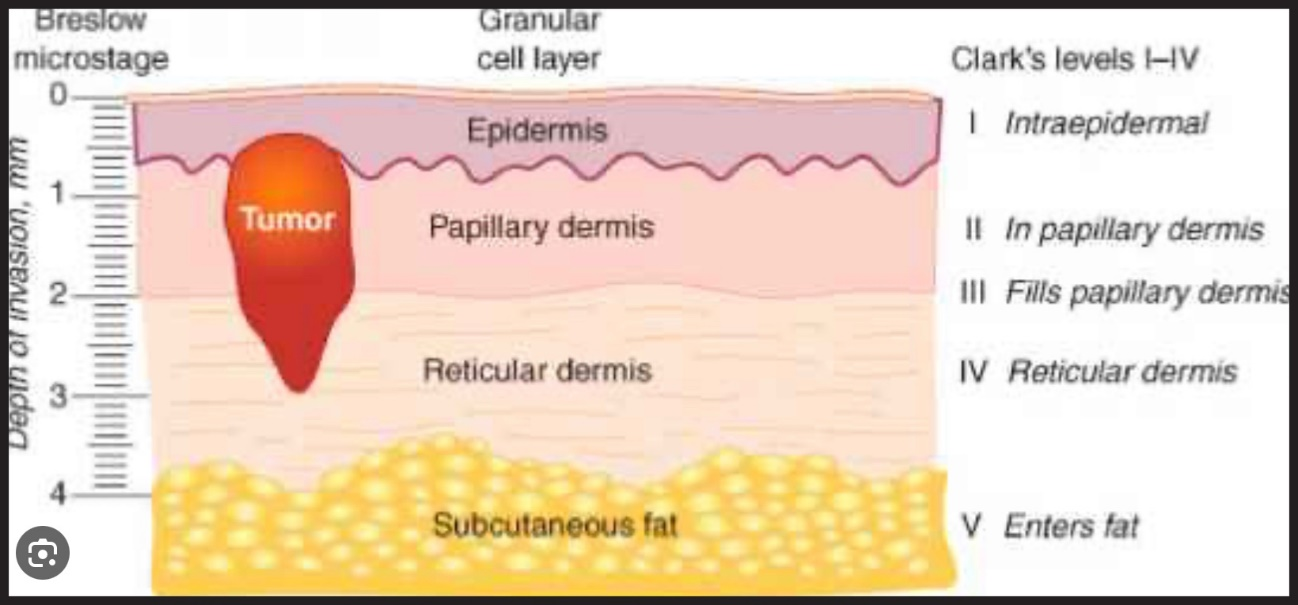 Breslow
microstage
Granular
cell layer
Clark's levels I–IV
Depth of invasion, mm
0
1
2
3
4
Epidermis
Tumor
Papillary dermis
Reticular dermis
Subcutaneous fat
I Intraepidermal
II In papillary dermis
III Fills papillary dermis
IV Reticular dermis
V Enters fat